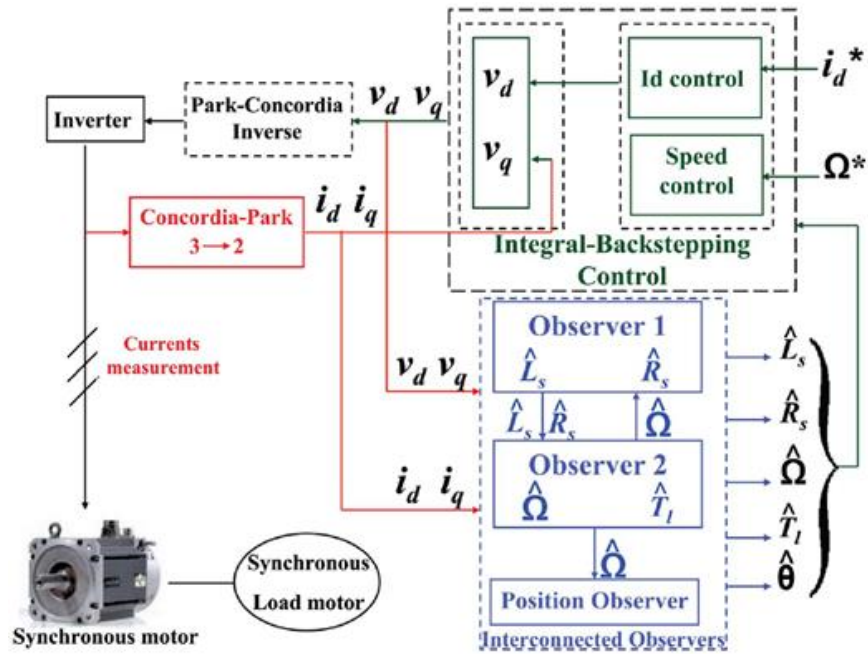 v_d v_q
Park-Concordia
Inverse
Inverter
v_d
v_q
Id control
i_d*
Speed
control
Ω*
Integral-Backstepping
Control
Concordia-Park
3→2
i_d i_q
Currents
measurement
v_d v_q
i_d i_q
Observer 1
L̂_s R̂_s
L̂_s R̂_s Ω̂
Observer 2
Ω̂ T̂_l
Ω̂
Position Observer
Interconnected Observers
L̂_s
R̂_s
Ω̂
T̂_l
θ̂
Synchronous motor
Synchronous
Load motor